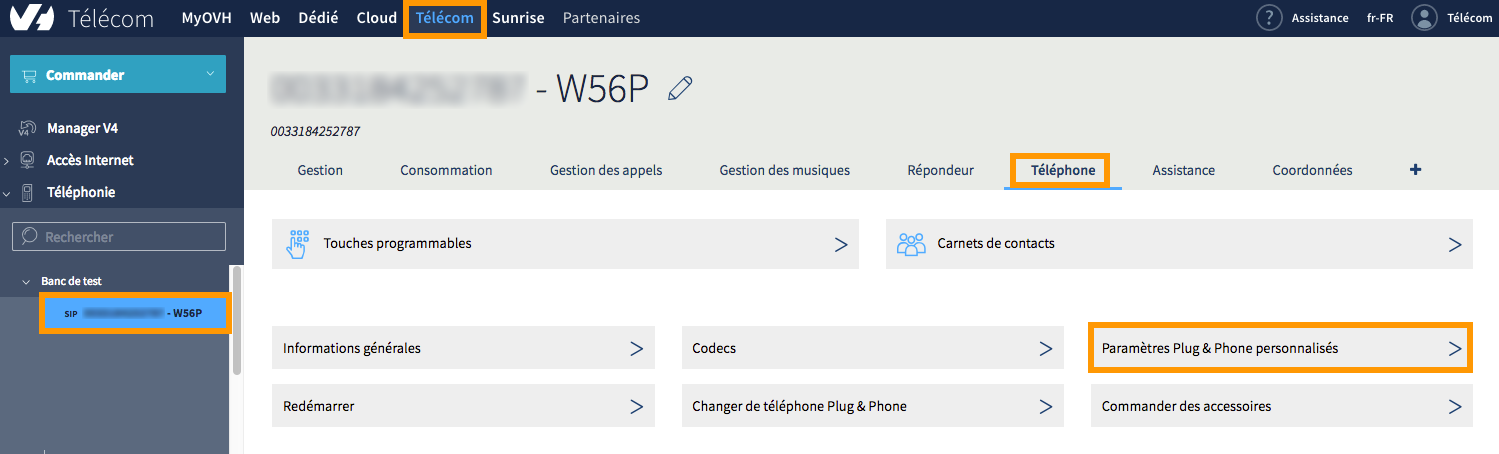 Télécom MyOVH Web Dédié Cloud Télécom Sunrise Partenaires ? Assistance fr-FR Télécom
Commander
V4 Manager V4
Accès Internet
Téléphonie
Rechercher
Banc de test
SIP - W56P
- W56P
0033184252787
Gestion Consommation Gestion des appels Gestion des musiques Répondeur Téléphone Assistance Coordonnées +
Touches programmables > Carnets de contacts >
Informations générales > Codecs > Paramètres Plug & Phone personnalisés >
Redémarrer > Changer de téléphone Plug & Phone > Commander des accessoires >